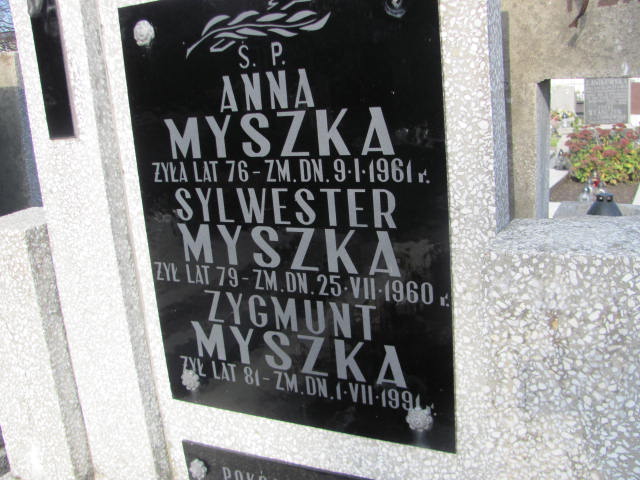 Ś. P.
ANNA
MYSZKA
ŻYŁA LAT 76 - ZM. DN. 9·I·1961 r.
SYLWESTER
MYSZKA
ŻYŁ LAT 79 - ZM. DN. 25·VII·1960 r.
ZYGMUNT
MYSZKA
ŻYŁ LAT 81 - ZM. DN. 1·VII·1991 r.